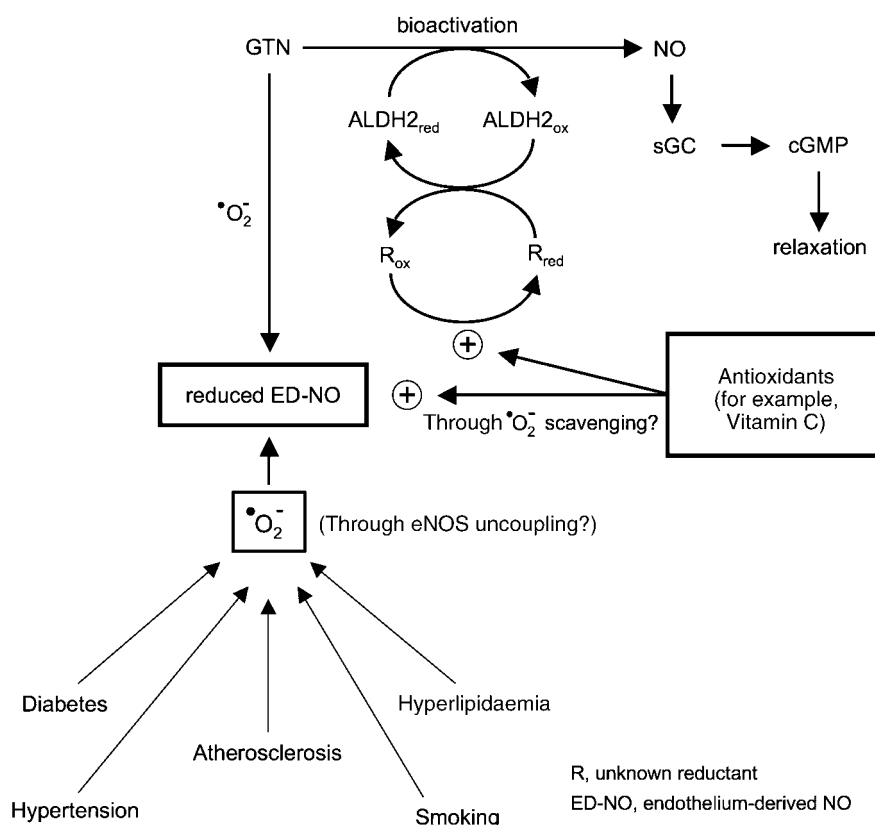 bioactivation
GTN
NO
ALDH2red
ALDH2ox
sGC
cGMP
•O2-
relaxation
Rox
Rred
+
reduced ED-NO
+
Antioxidants
(for example,
Vitamin C)
Through •O2- scavenging?
•O2-
(Through eNOS uncoupling?)
Diabetes
Hyperlipidaemia
Atherosclerosis
Hypertension
Smoking
R, unknown reductant
ED-NO, endothelium-derived NO